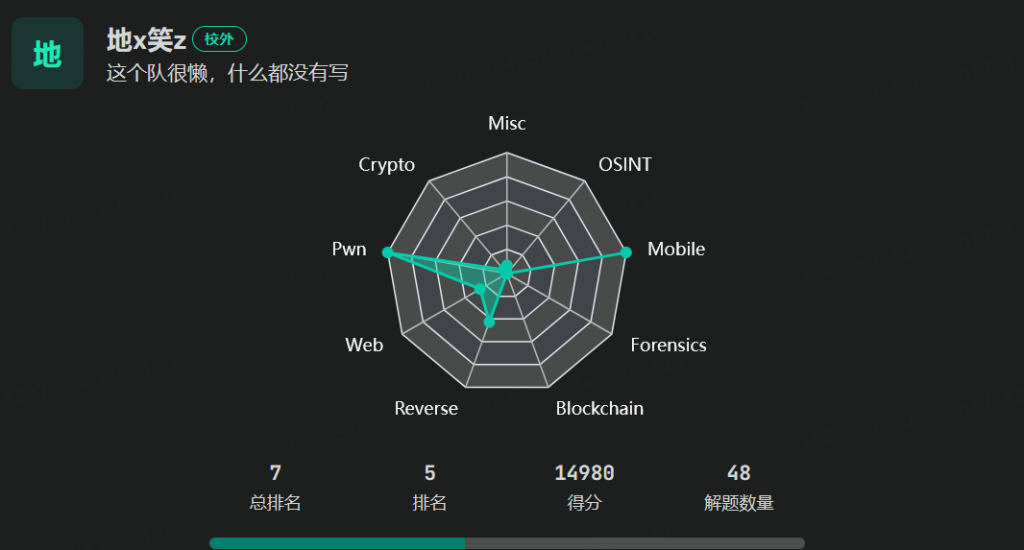 地
地x笑z 校外
这个队很懒，什么都没有写
Misc
Crypto
OSINT
Pwn
Mobile
Web
Forensics
Reverse
Blockchain
7
5
14980
48
总排名
排名
得分
解题数量